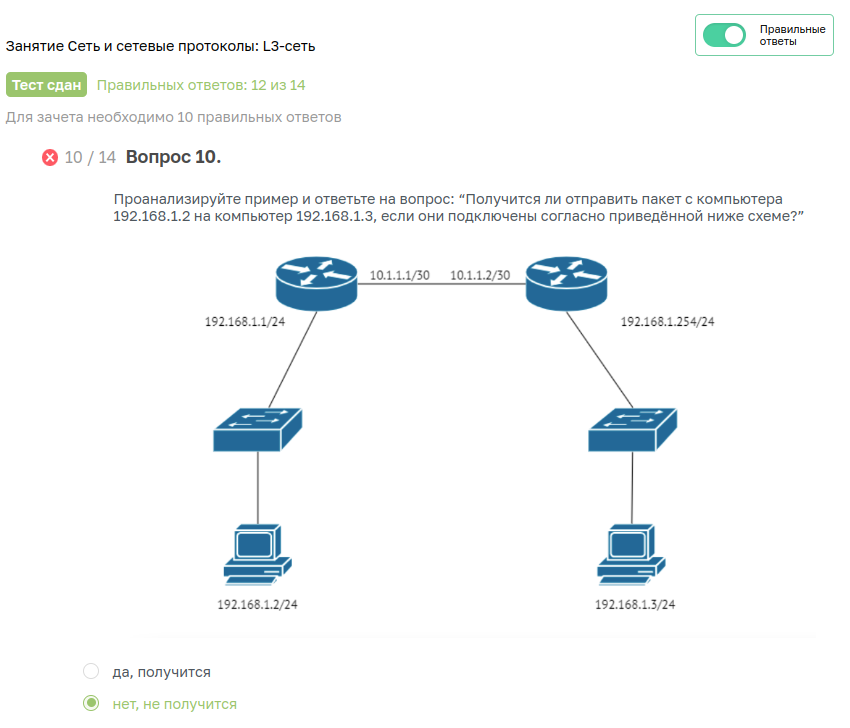 Правильные
ответы
Занятие Сеть и сетевые протоколы: L3-сеть
Тест сдан Правильных ответов: 12 из 14
Для зачета необходимо 10 правильных ответов
10 / 14 Вопрос 10.
Проанализируйте пример и ответьте на вопрос: “Получится ли отправить пакет с компьютера
192.168.1.2 на компьютер 192.168.1.3, если они подключены согласно приведённой ниже схеме?”
10.1.1.1/30 10.1.1.2/30
192.168.1.1/24 192.168.1.254/24
192.168.1.2/24 192.168.1.3/24
да, получится
нет, не получится